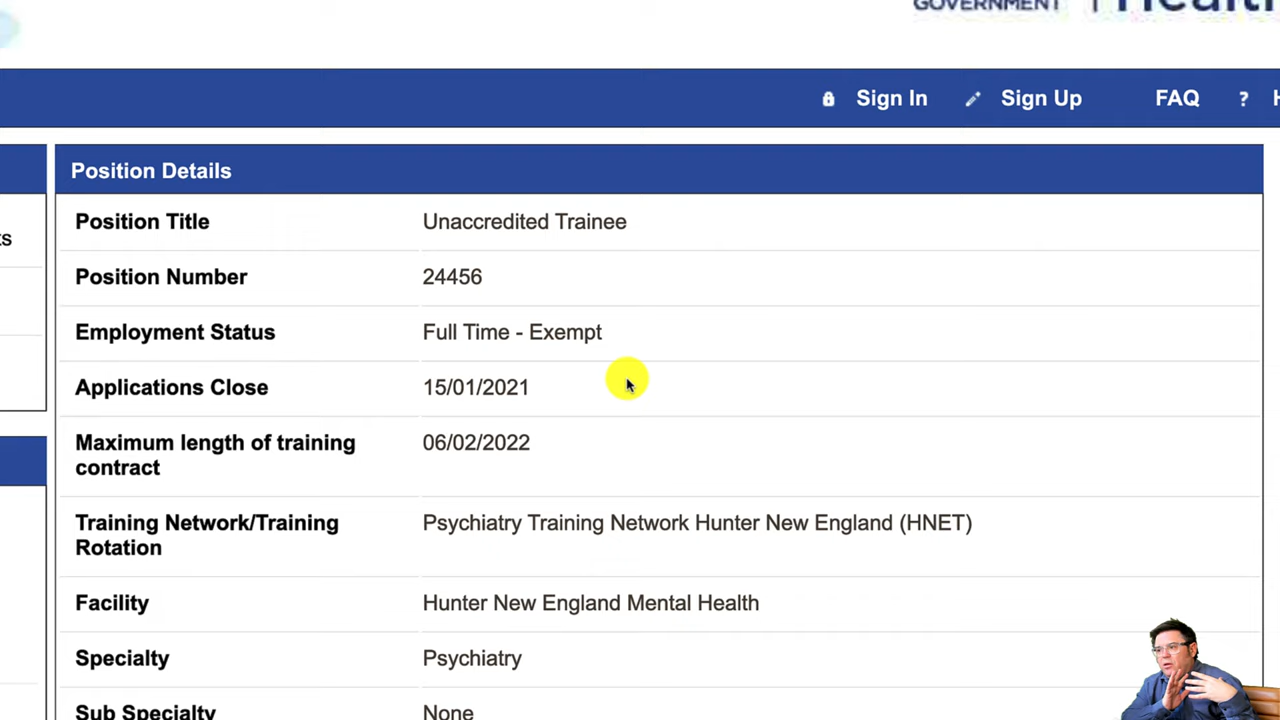 GOVERNMENT | Health
Sign In Sign Up FAQ ? H
Position Details
ts
Position Title Unaccredited Trainee
Position Number 24456
Employment Status Full Time - Exempt
Applications Close 15/01/2021
Maximum length of training
contract
06/02/2022
Training Network/Training
Rotation
Psychiatry Training Network Hunter New England (HNET)
Facility Hunter New England Mental Health
Specialty Psychiatry
Sub Specialty None